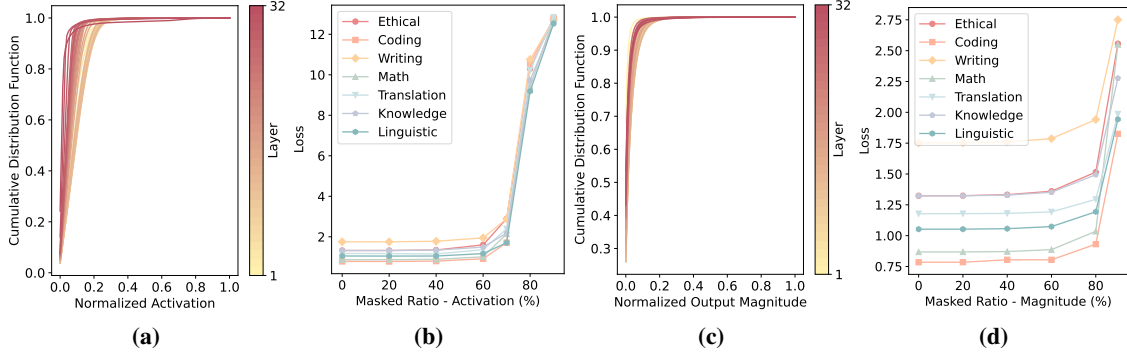 Cumulative Distribution Function
1.0
0.8
0.6
0.4
0.2
0.0
0.0 0.2 0.4 0.6 0.8 1.0
Normalized Activation
32
Layer
1
(a)
Loss
12
10
8
6
4
2
Ethical
Coding
Writing
Math
Translation
Knowledge
Linguistic
0 20 40 60 80
Masked Ratio - Activation (%)
(b)
Cumulative Distribution Function
1.0
0.9
0.8
0.7
0.6
0.5
0.4
0.3
0.0 0.2 0.4 0.6 0.8 1.0
Normalized Output Magnitude
32
Layer
1
(c)
Loss
2.75
2.50
2.25
2.00
1.75
1.50
1.25
1.00
0.75
Ethical
Coding
Writing
Math
Translation
Knowledge
Linguistic
0 20 40 60 80
Masked Ratio - Magnitude (%)
(d)